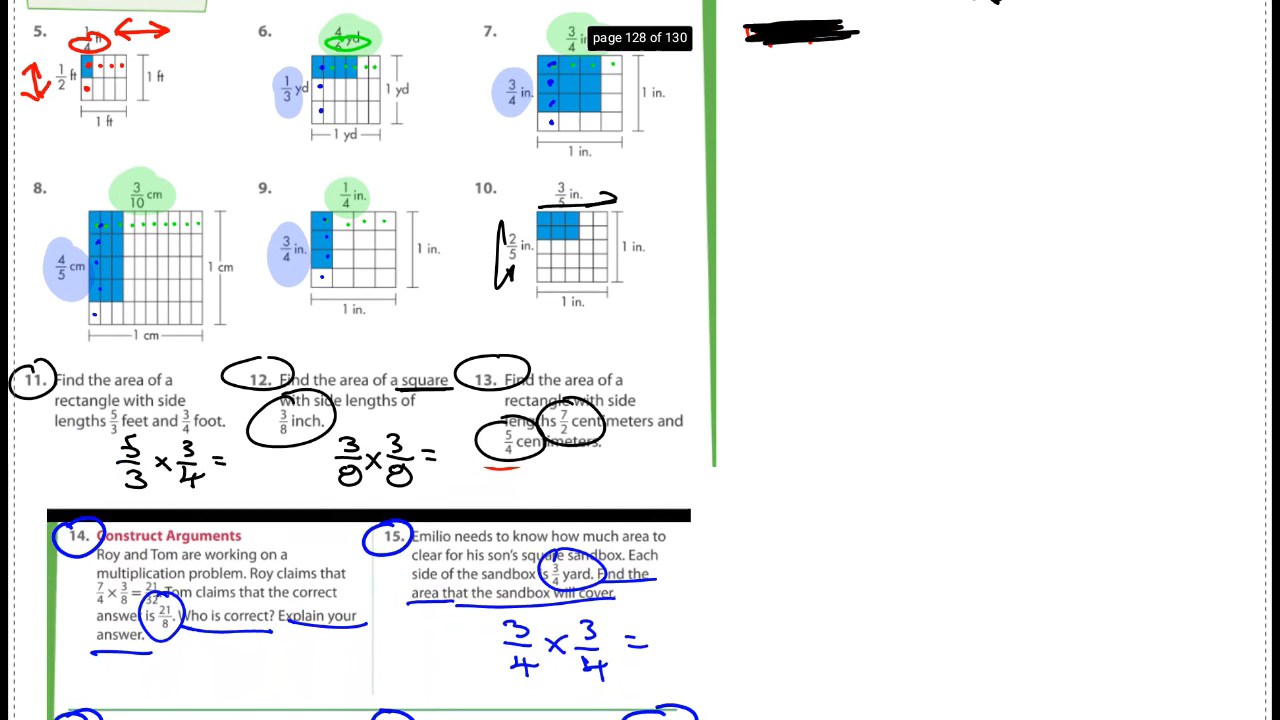 5.
1/4 ft
1/2 ft
1 ft
1 ft
6.
4/6 yd
1/3 yd
1 yd
1 yd
7.
3/4 in.
page 128 of 130
3/4 in.
1 in.
1 in.
8.
3/10 cm
4/5 cm
1 cm
1 cm
9.
1/4 in.
3/4 in.
1 in.
1 in.
10.
3/5 in.
2/5 in.
1 in.
1 in.
11. Find the area of a
rectangle with side
lengths 5/3 feet and 3/4 foot.
5/3 × 3/4 =
12. Find the area of a square
with side lengths of
3/8 inch.
3/8 × 3/8 =
13. Find the area of a
rectangle with side
lengths 7/2 centimeters and
5/4 centimeters.
14. Construct Arguments
Roy and Tom are working on a
multiplication problem. Roy claims that
7/4 × 3/8 = 21/32. Tom claims that the correct
answer is 21/8. Who is correct? Explain your
answer.
15. Emilio needs to know how much area to
clear for his son's square sandbox. Each
side of the sandbox is 3/4 yard. Find the
area that the sandbox will cover.
3/4 × 3/4 =